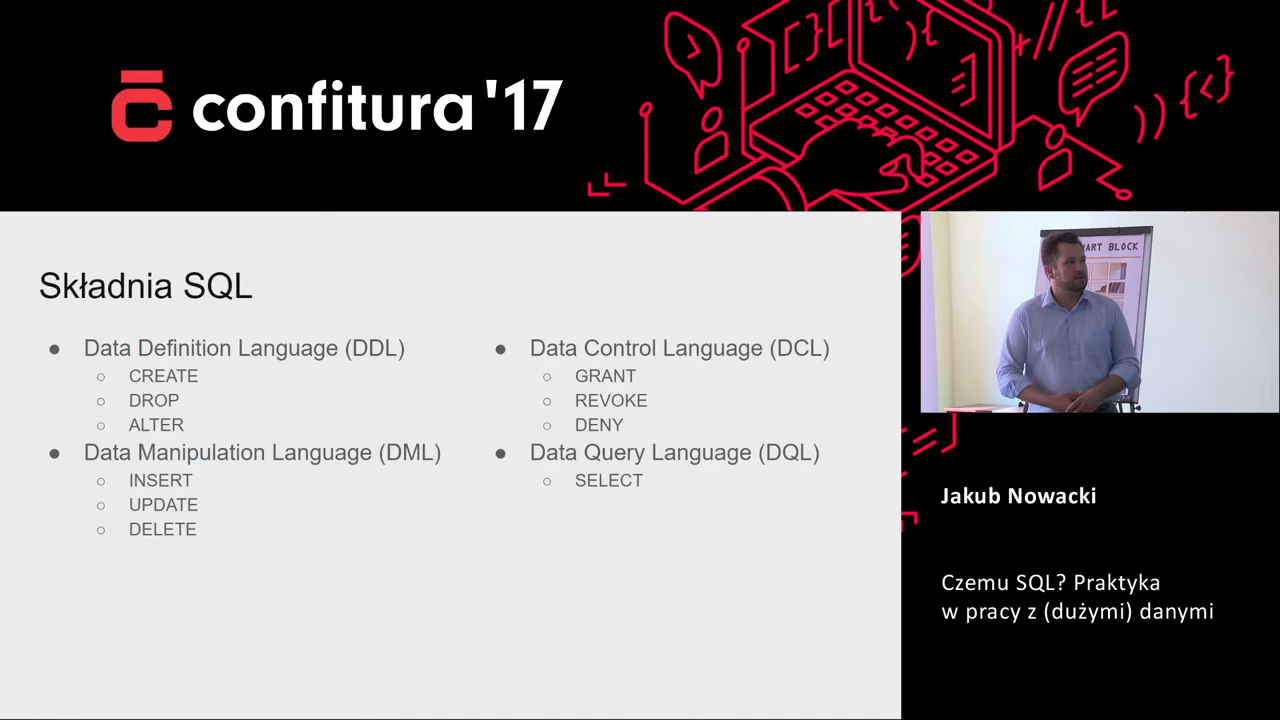 confitura '17
Składnia SQL
● Data Definition Language (DDL)
○ CREATE
○ DROP
○ ALTER
● Data Manipulation Language (DML)
○ INSERT
○ UPDATE
○ DELETE
● Data Control Language (DCL)
○ GRANT
○ REVOKE
○ DENY
● Data Query Language (DQL)
○ SELECT
BLOCK
Jakub Nowacki
Czemu SQL? Praktyka
w pracy z (dużymi) danymi